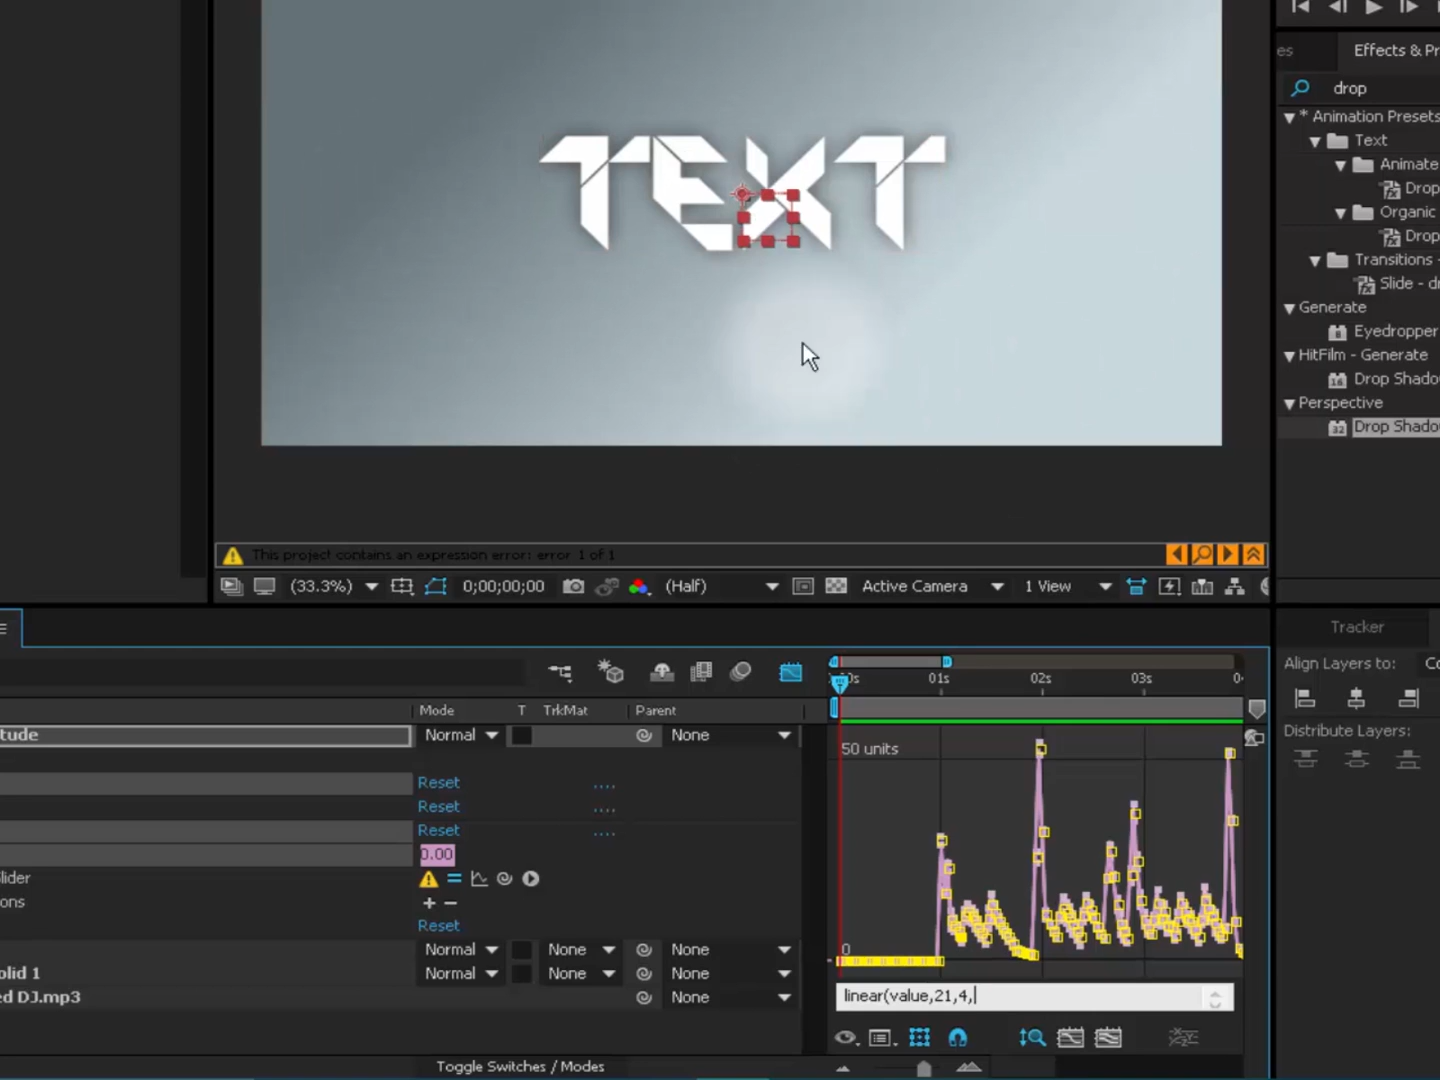 es
Effects & Pr
drop
* Animation Presets
Text
Animate
Drop
Organic
Drop
Transitions -
Slide - dr
Generate
Eyedropper
HitFilm - Generate
Drop Shado
Perspective
Drop Shado
TEXT
This project contains an expression error: error 1 of 1
(33.3%)
0;00;00;00
(Half)
Active Camera
1 View
Tracker
Align Layers to:
Distribute Layers:
0s 01s 02s 03s
Mode T TrkMat Parent
tude Normal None
Reset ....
Reset ....
Reset ....
0.00
lider
ons + −
Reset
Normal None None
olid 1 Normal None None
ed DJ.mp3 None
50 units
0
linear(value,21,4,
Toggle Switches / Modes